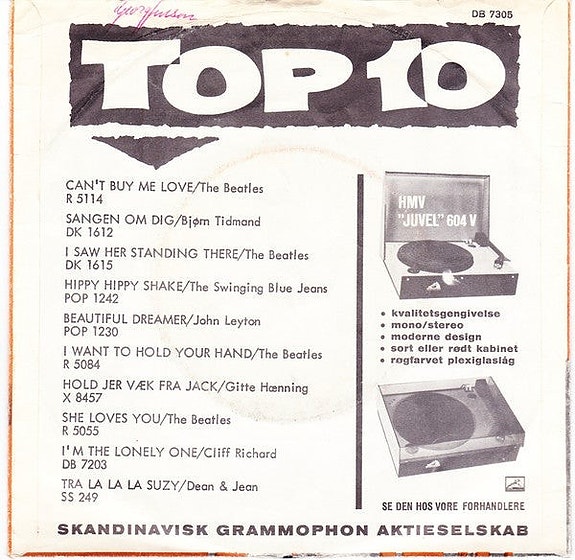 DB 7305
TOP 10
CAN'T BUY ME LOVE/The Beatles
R 5114
SANGEN OM DIG/Bjørn Tidmand
DK 1612
I SAW HER STANDING THERE/The Beatles
DK 1615
HIPPY HIPPY SHAKE/The Swinging Blue Jeans
POP 1242
BEAUTIFUL DREAMER/John Leyton
POP 1230
I WANT TO HOLD YOUR HAND/The Beatles
R 5084
HOLD JER VÆK FRA JACK/Gitte Hænning
X 8457
SHE LOVES YOU/The Beatles
R 5055
I'M THE LONELY ONE/Cliff Richard
DB 7203
TRA LA LA LA SUZY/Dean & Jean
SS 249
HMV
"JUVEL" 604 V
• kvalitetsgengivelse
• mono/stereo
• moderne design
• sort eller rødt kabinet
• røgfarvet plexiglaslåg
SE DEN HOS VORE FORHANDLERE
SKANDINAVISK GRAMMOPHON AKTIESELSKAB